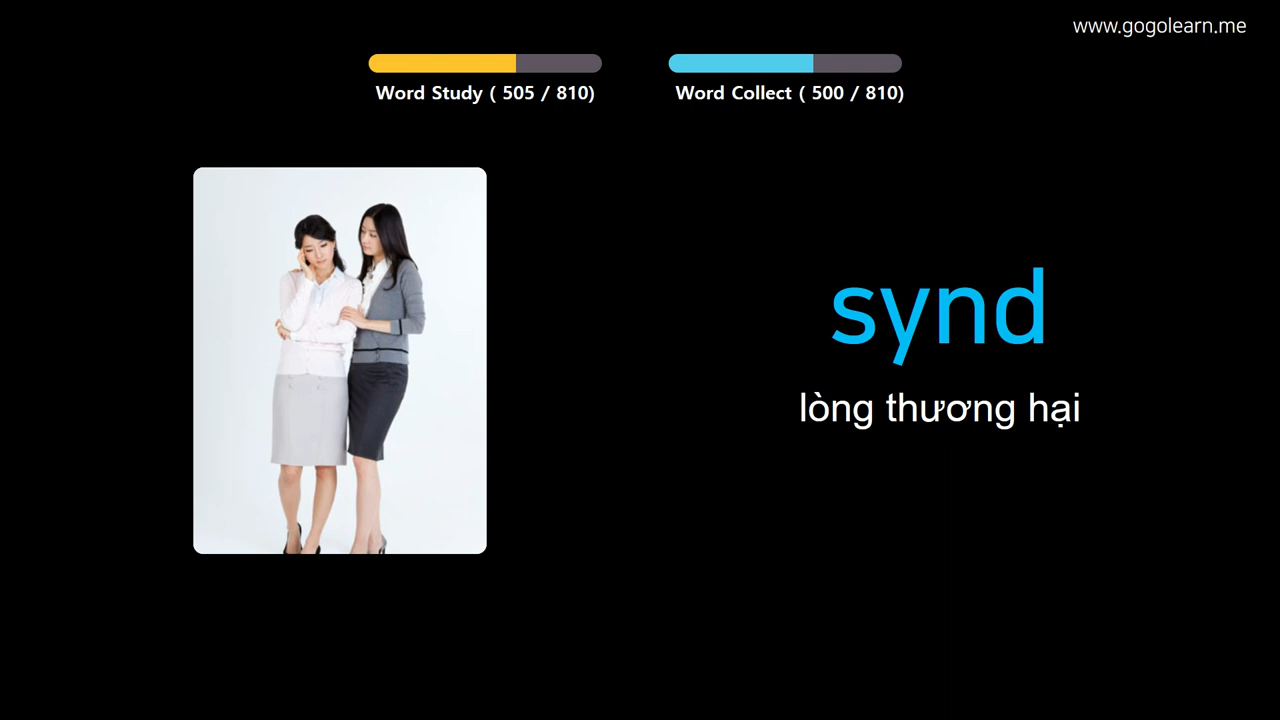 www.gogolearn.me
Word Study ( 505 / 810)
Word Collect ( 500 / 810)
synd
lòng thương hại